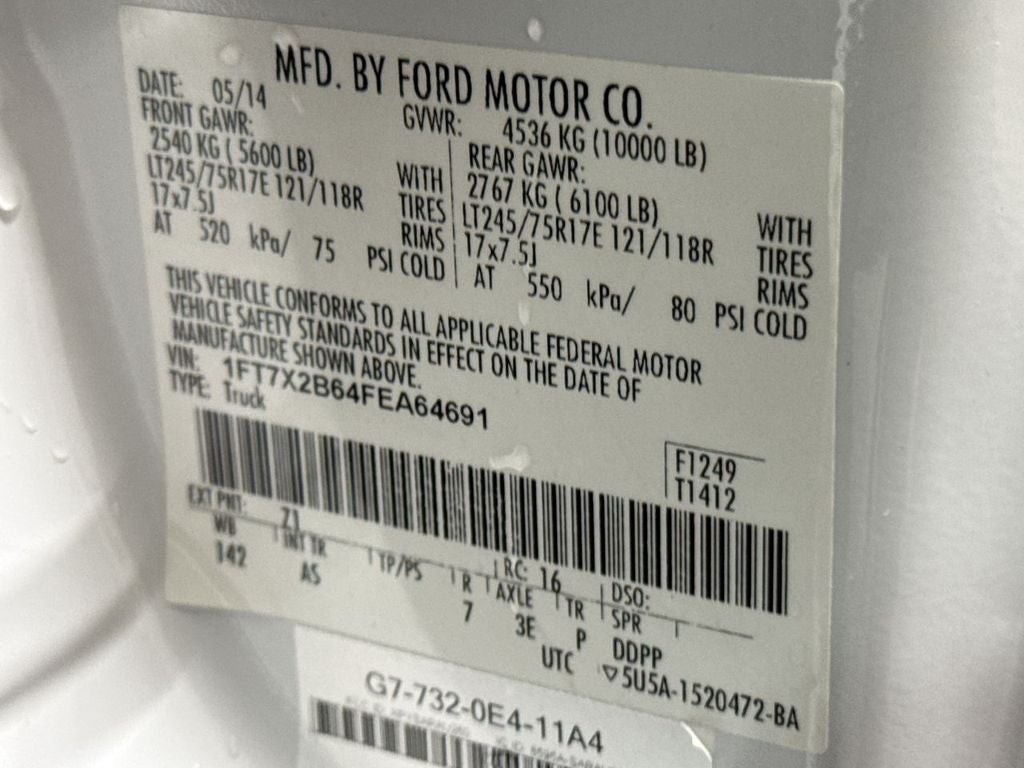 MFD. BY FORD MOTOR CO.
DATE: 05/14 GVWR: 4536 KG (10000 LB)
FRONT GAWR: REAR GAWR:
2540 KG ( 5600 LB) WITH 2767 KG ( 6100 LB) WITH
LT245/75R17E 121/118R TIRES LT245/75R17E 121/118R TIRES
17x7.5J RIMS 17x7.5J RIMS
AT 520 kPa/ 75 PSI COLD AT 550 kPa/ 80 PSI COLD
THIS VEHICLE CONFORMS TO ALL APPLICABLE FEDERAL MOTOR
VEHICLE SAFETY STANDARDS IN EFFECT ON THE DATE OF
MANUFACTURE SHOWN ABOVE.
VIN: 1FT7X2B64FEA64691
TYPE: Truck
F1249
T1412
EXT PNT: Z1 RC: 16 DSO:
WB INT TR TP/PS R AXLE TR SPR
142 AS 7 3E P DDPP
UTC ▽5U5A-1520472-BA
G7-732-0E4-11A4